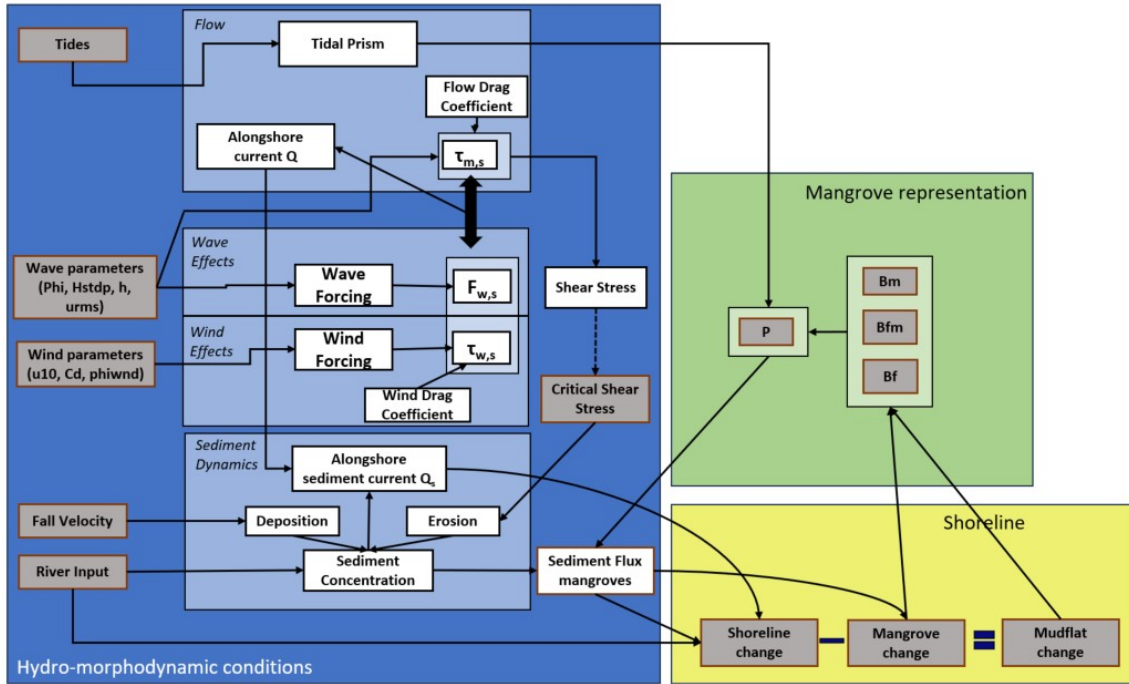 Flow
Tides
Tidal Prism
Flow Drag
Coefficient
Alongshore
current Q
τm,s
Mangrove representation
Wave
Effects
Wave parameters
(Phi, Hstdp, h,
urms)
Wave
Forcing
Fw,s
Shear Stress
Bm
Bfm
Bf
P
Wind
Effects
Wind parameters
(u10, Cd, phiwnd)
Wind
Forcing
τw,s
Wind Drag
Coefficient
Critical Shear
Stress
Sediment
Dynamics
Alongshore
sediment current Qs
Fall Velocity
Deposition
Erosion
Shoreline
River Input
Sediment
Concentration
Sediment Flux
mangroves
Shoreline
change
Mangrove
change
Mudflat
change
Hydro-morphodynamic conditions